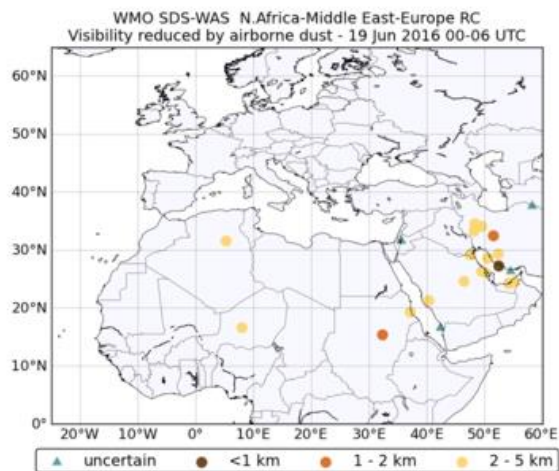 WMO SDS-WAS N.Africa-Middle East-Europe RC
Visibility reduced by airborne dust - 19 Jun 2016 00-06 UTC
60°N
50°N
40°N
30°N
20°N
10°N
0°
20°W 10°W 0° 10°E 20°E 30°E 40°E 50°E 60°E
uncertain <1 km 1 - 2 km 2 - 5 km